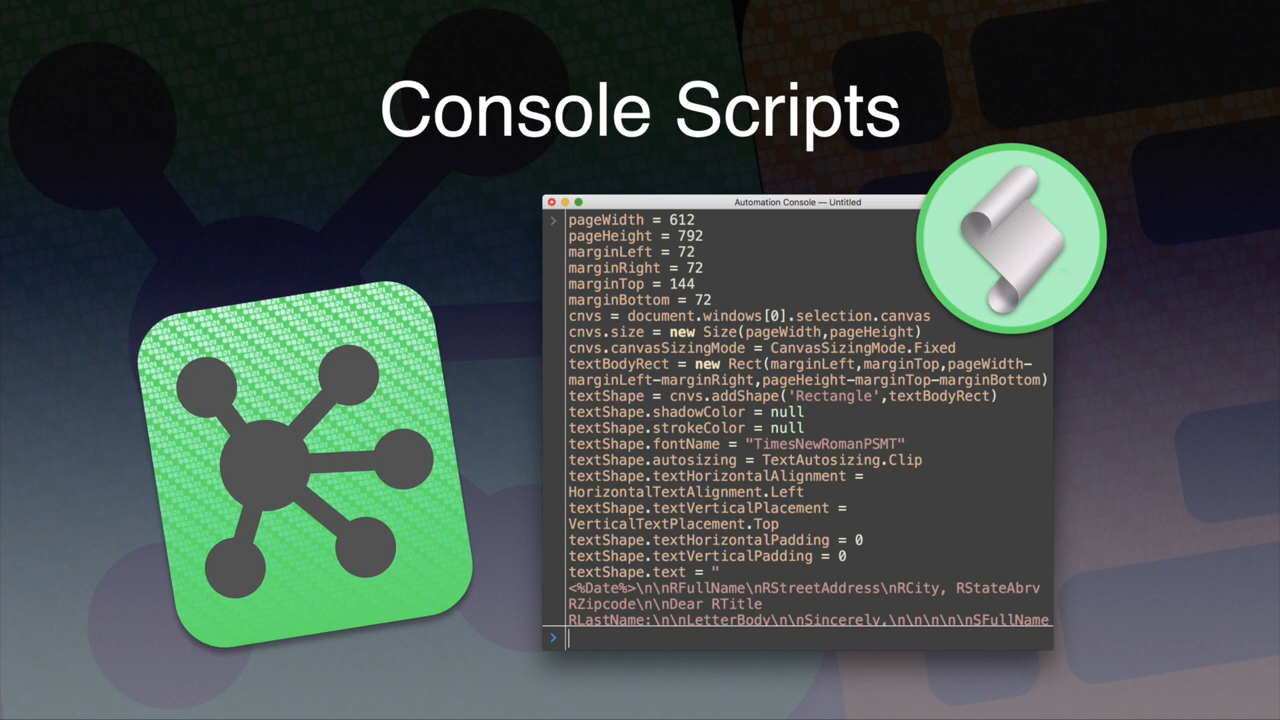 Console Scripts
Automation Console — Untitled
pageWidth = 612
pageHeight = 792
marginLeft = 72
marginRight = 72
marginTop = 144
marginBottom = 72
cnvs = document.windows[0].selection.canvas
cnvs.size = new Size(pageWidth,pageHeight)
cnvs.canvasSizingMode = CanvasSizingMode.Fixed
textBodyRect = new Rect(marginLeft,marginTop,pageWidth-
marginLeft-marginRight,pageHeight-marginTop-marginBottom)
textShape = cnvs.addShape('Rectangle',textBodyRect)
textShape.shadowColor = null
textShape.strokeColor = null
textShape.fontName = "TimesNewRomanPSMT"
textShape.autosizing = TextAutosizing.Clip
textShape.textHorizontalAlignment =
HorizontalTextAlignment.Left
textShape.textVerticalPlacement =
VerticalTextPlacement.Top
textShape.textHorizontalPadding = 0
textShape.textVerticalPadding = 0
textShape.text = "
<%Date%>\n\nRFullName\nRStreetAddress\nRCity, RStateAbrv
RZipcode\n\nDear RTitle
RLastName:\n\nLetterBody\n\nSincerely,\n\n\n\n\nSFullName